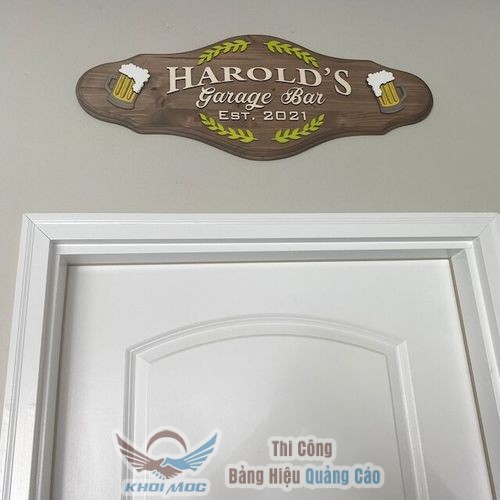 HAROLD'S
Garage Bar
EST. 2021
Thi Công
Bảng Hiệu Quảng Cáo
KHOI MOC